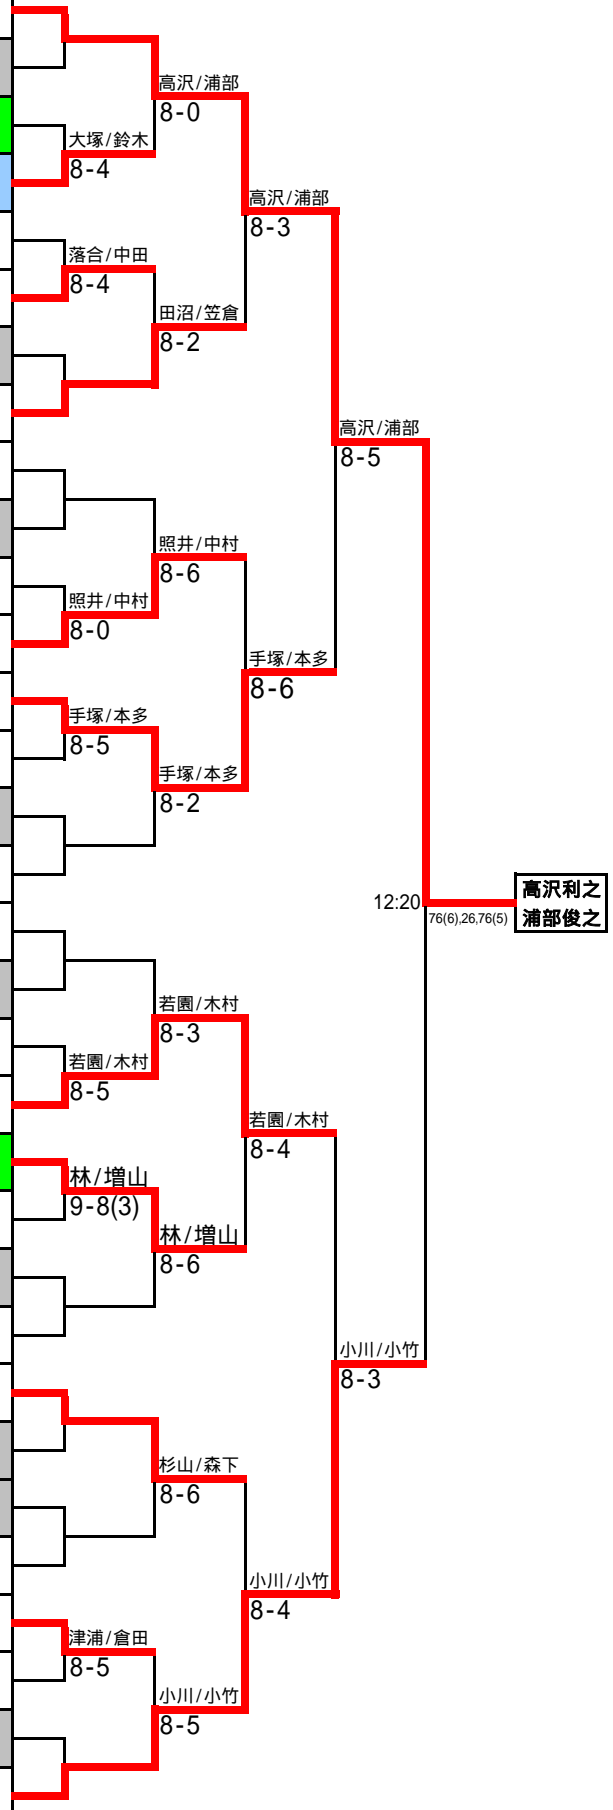 高沢/浦部
8-0
大塚/鈴木
8-4
高沢/浦部
8-3
落合/中田
8-4
田沼/笠倉
8-2
高沢/浦部
8-5
照井/中村
8-6
照井/中村
8-0
手塚/本多
8-6
手塚/本多
8-5
手塚/本多
8-2
高沢利之
浦部俊之
12:20
76(6),26,76(5)
若園/木村
8-3
若園/木村
8-5
若園/木村
8-4
林/増山
9-8(3)
林/増山
8-6
小川/小竹
8-3
杉山/森下
8-6
小川/小竹
8-4
津浦/倉田
8-5
小川/小竹
8-5